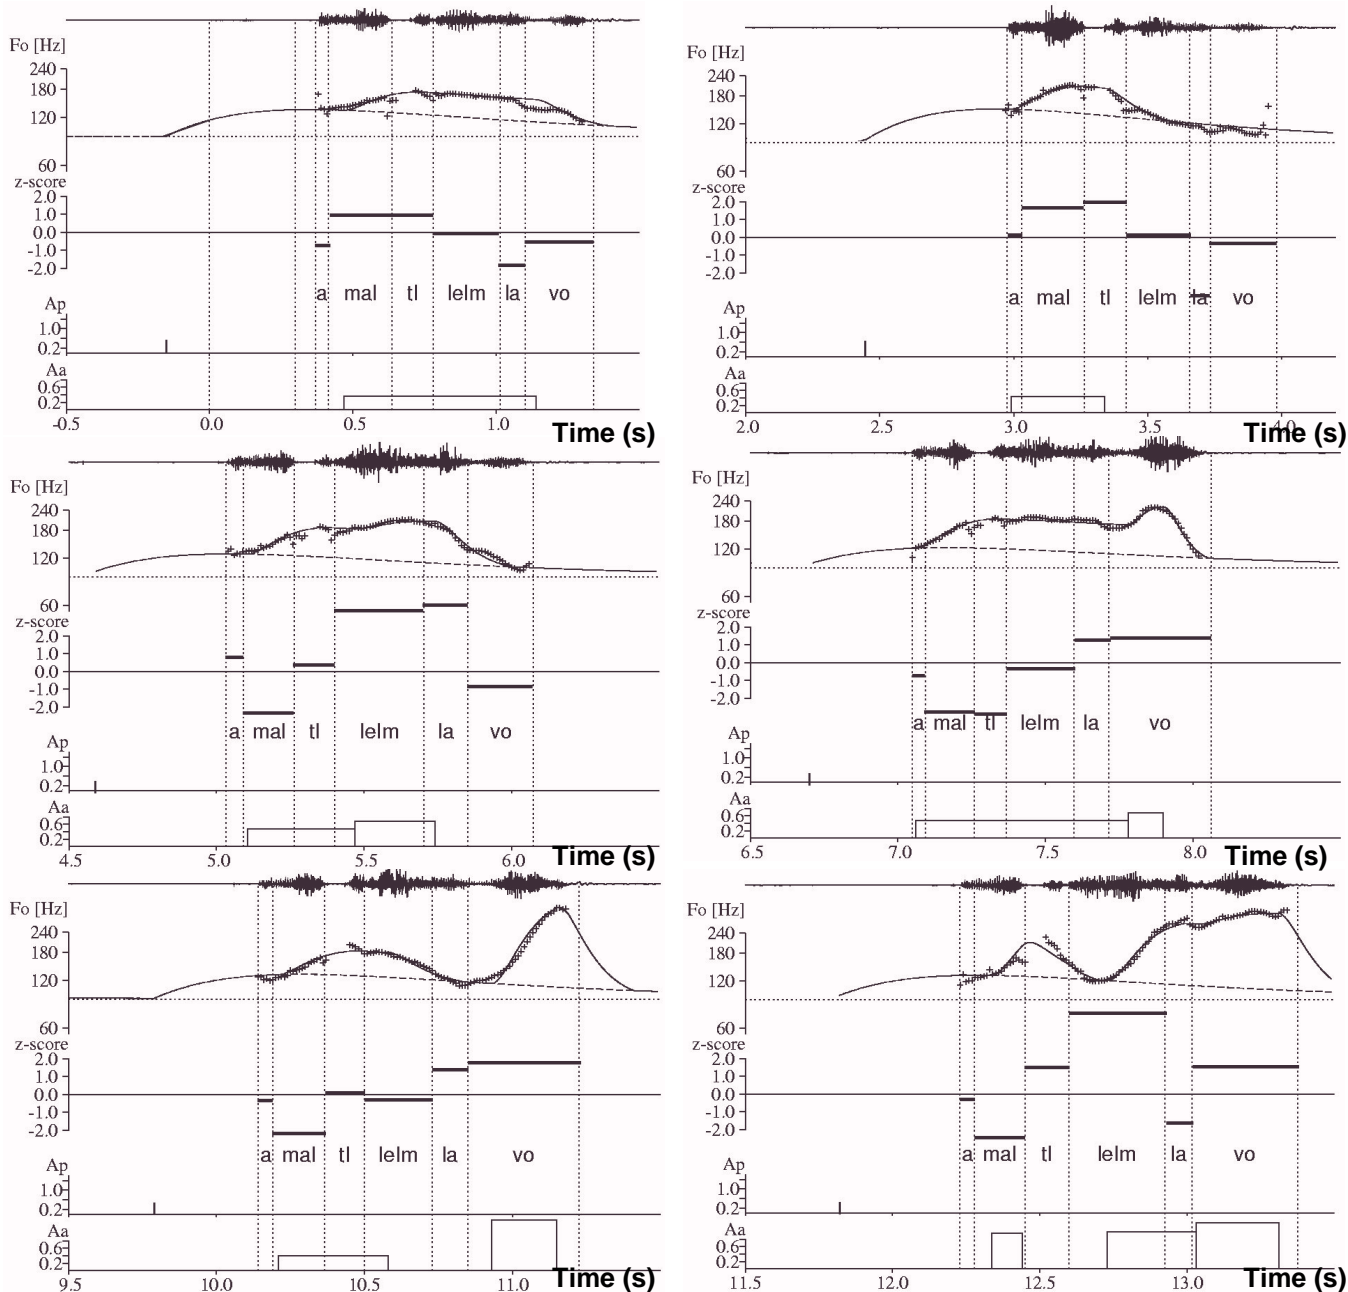 Fo [Hz]
240
180
120
60
z-score
2.0
1.0
0.0
-1.0
-2.0
a mal tl lelm la vo
Ap
1.0
0.2
Aa
0.6
0.2
-0.5 0.0 0.5 1.0 Time (s)
Fo [Hz]
240
180
120
60
z-score
2.0
1.0
0.0
-1.0
-2.0
a mal tl lelm la vo
Ap
1.0
0.2
Aa
0.6
0.2
2.0 2.5 3.0 3.5 4.0 Time (s)
Fo [Hz]
240
180
120
60
z-score
2.0
1.0
0.0
-1.0
-2.0
a mal tl lelm la vo
Ap
1.0
0.2
Aa
0.6
0.2
4.5 5.0 5.5 6.0 Time (s)
Fo [Hz]
240
180
120
60
z-score
2.0
1.0
0.0
-1.0
-2.0
a mal tl lelm la vo
Ap
1.0
0.2
Aa
0.6
0.2
6.5 7.0 7.5 8.0 Time (s)
Fo [Hz]
240
180
120
60
z-score
2.0
1.0
0.0
-1.0
-2.0
a mal tl lelm la vo
Ap
1.0
0.2
Aa
0.6
0.2
9.5 10.0 10.5 11.0 Time (s)
Fo [Hz]
240
180
120
60
z-score
2.0
1.0
0.0
-1.0
-2.0
a mal tl lelm la vo
Ap
1.0
0.2
Aa
0.6
0.2
11.5 12.0 12.5 13.0 Time (s)